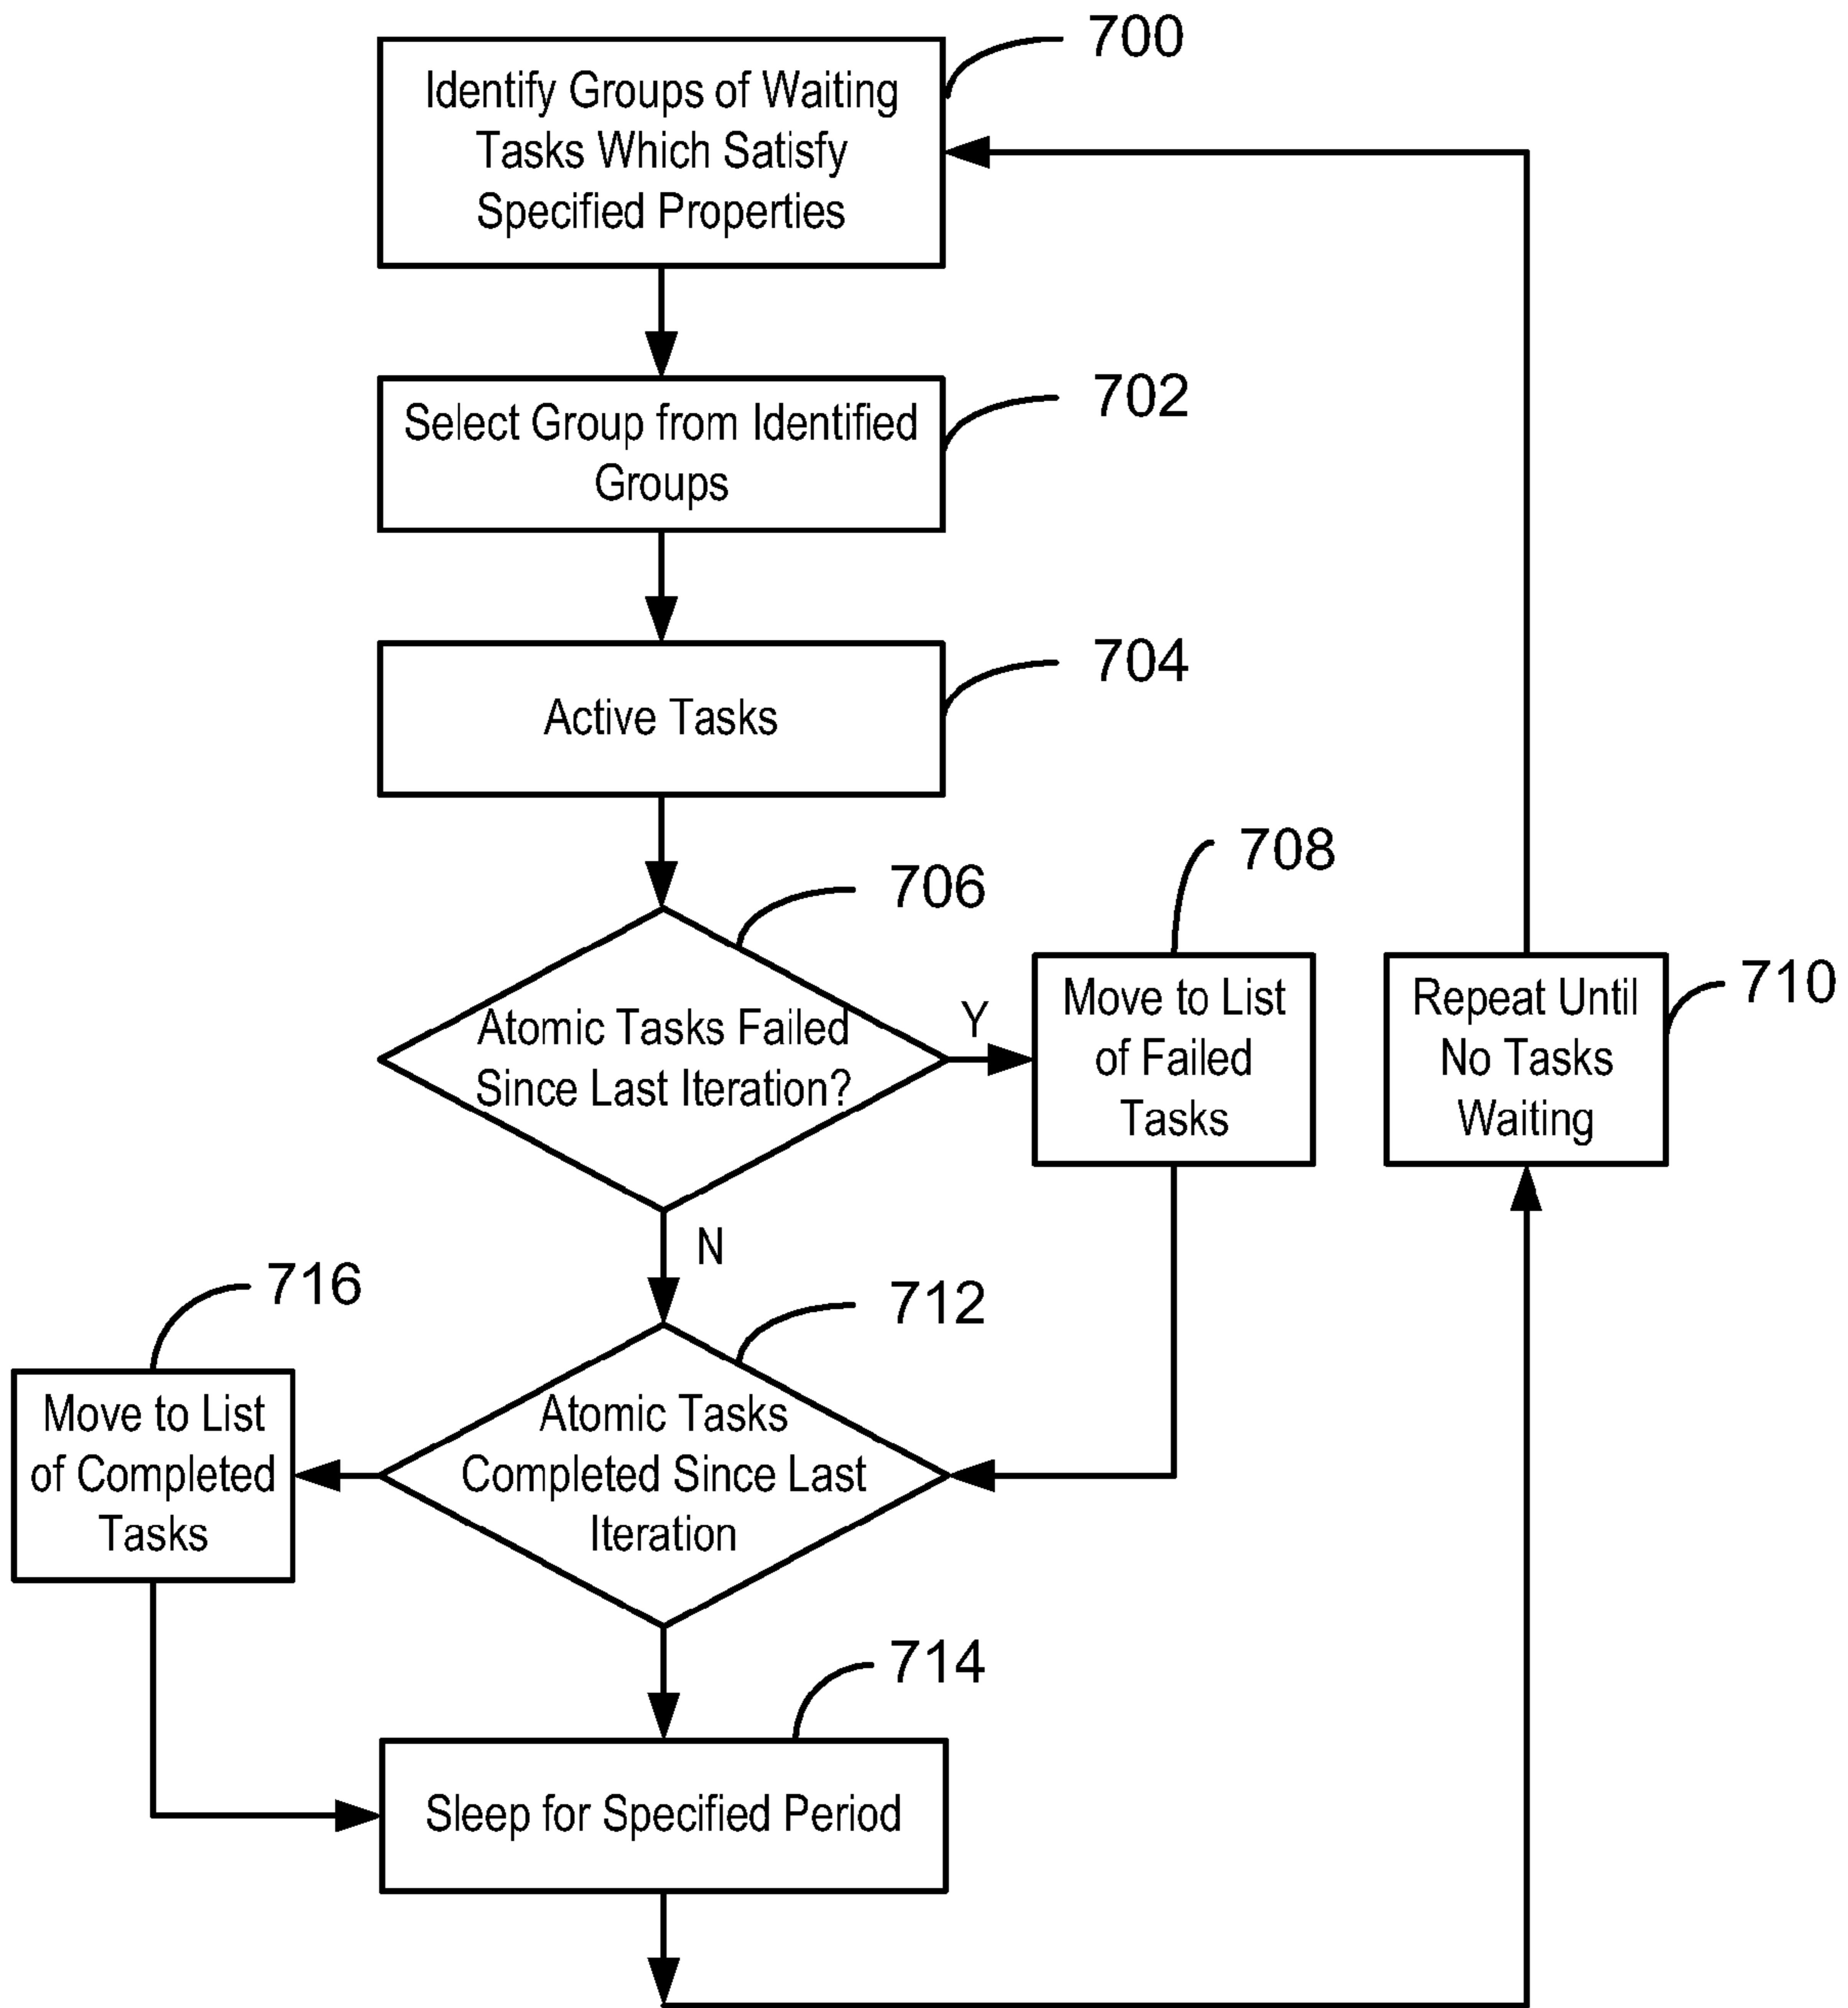 700
Identify Groups of Waiting
Tasks Which Satisfy
Specified Properties
702
Select Group from Identified
Groups
704
Active Tasks
706
Atomic Tasks Failed
Since Last Iteration?
Y
N
708
Move to List
of Failed
Tasks
710
Repeat Until
No Tasks
Waiting
712
Atomic Tasks
Completed Since Last
Iteration
716
Move to List
of Completed
Tasks
714
Sleep for Specified Period